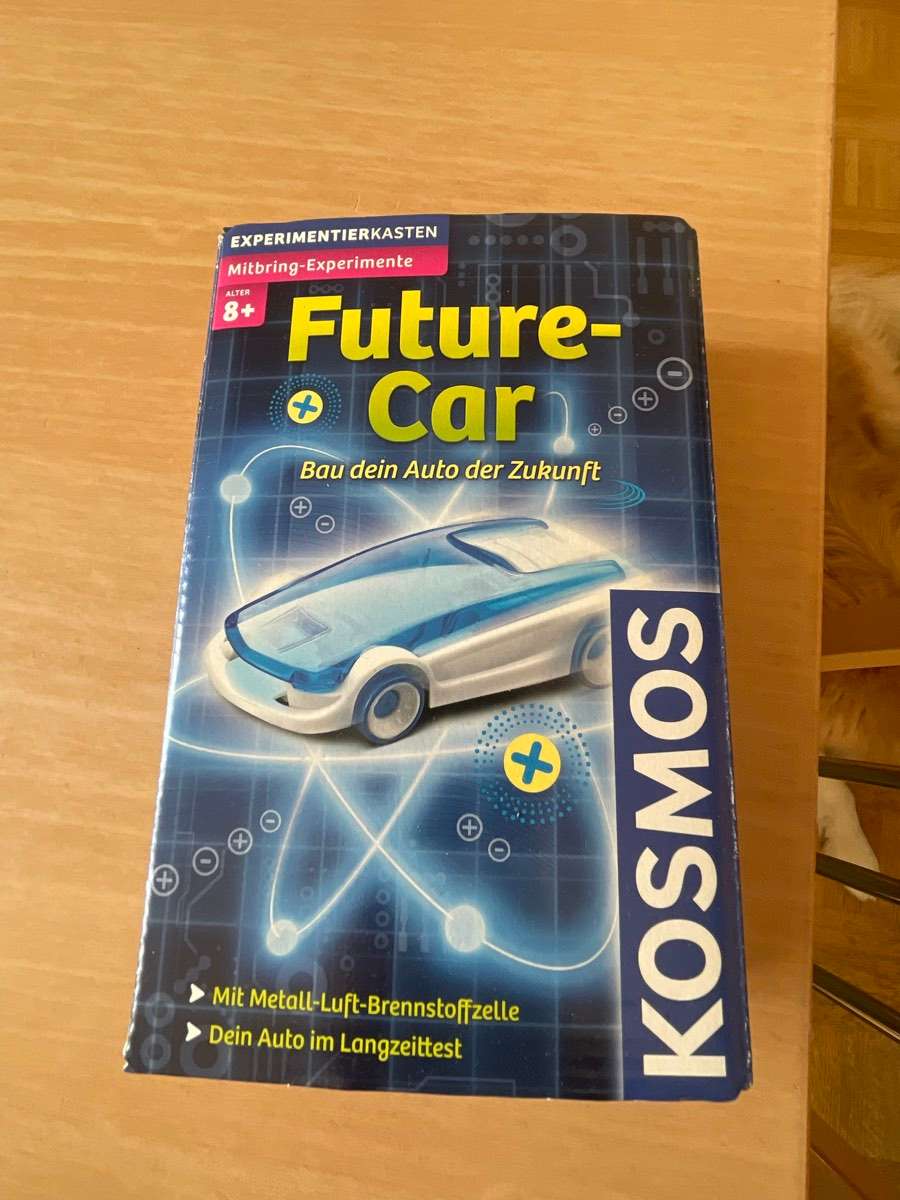 EXPERIMENTIERKASTEN
Mitbring-Experimente
ALTER
8+
Future-
Car
Bau dein Auto der Zukunft
KOSMOS
Mit Metall-Luft-Brennstoffzelle
Dein Auto im Langzeittest